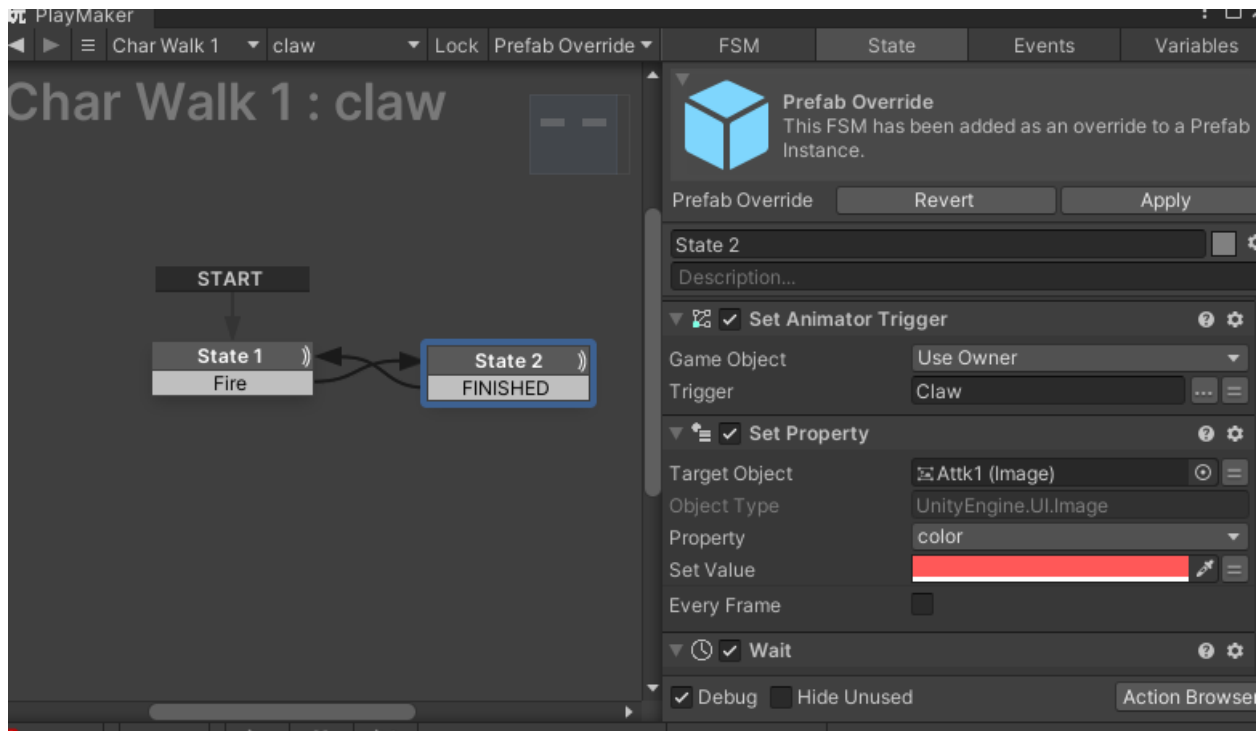 PlayMaker
Char Walk 1 claw Lock Prefab Override FSM State Events Variables
Char Walk 1 : claw
Prefab Override
This FSM has been added as an override to a Prefab
Instance.
Prefab Override Revert Apply
State 2
Description...
START
State 1
Fire
State 2
FINISHED
Set Animator Trigger
Game Object Use Owner
Trigger Claw ...
Set Property
Target Object Attk1 (Image)
Object Type UnityEngine.UI.Image
Property color
Set Value
Every Frame
Wait
Debug Hide Unused Action Browser